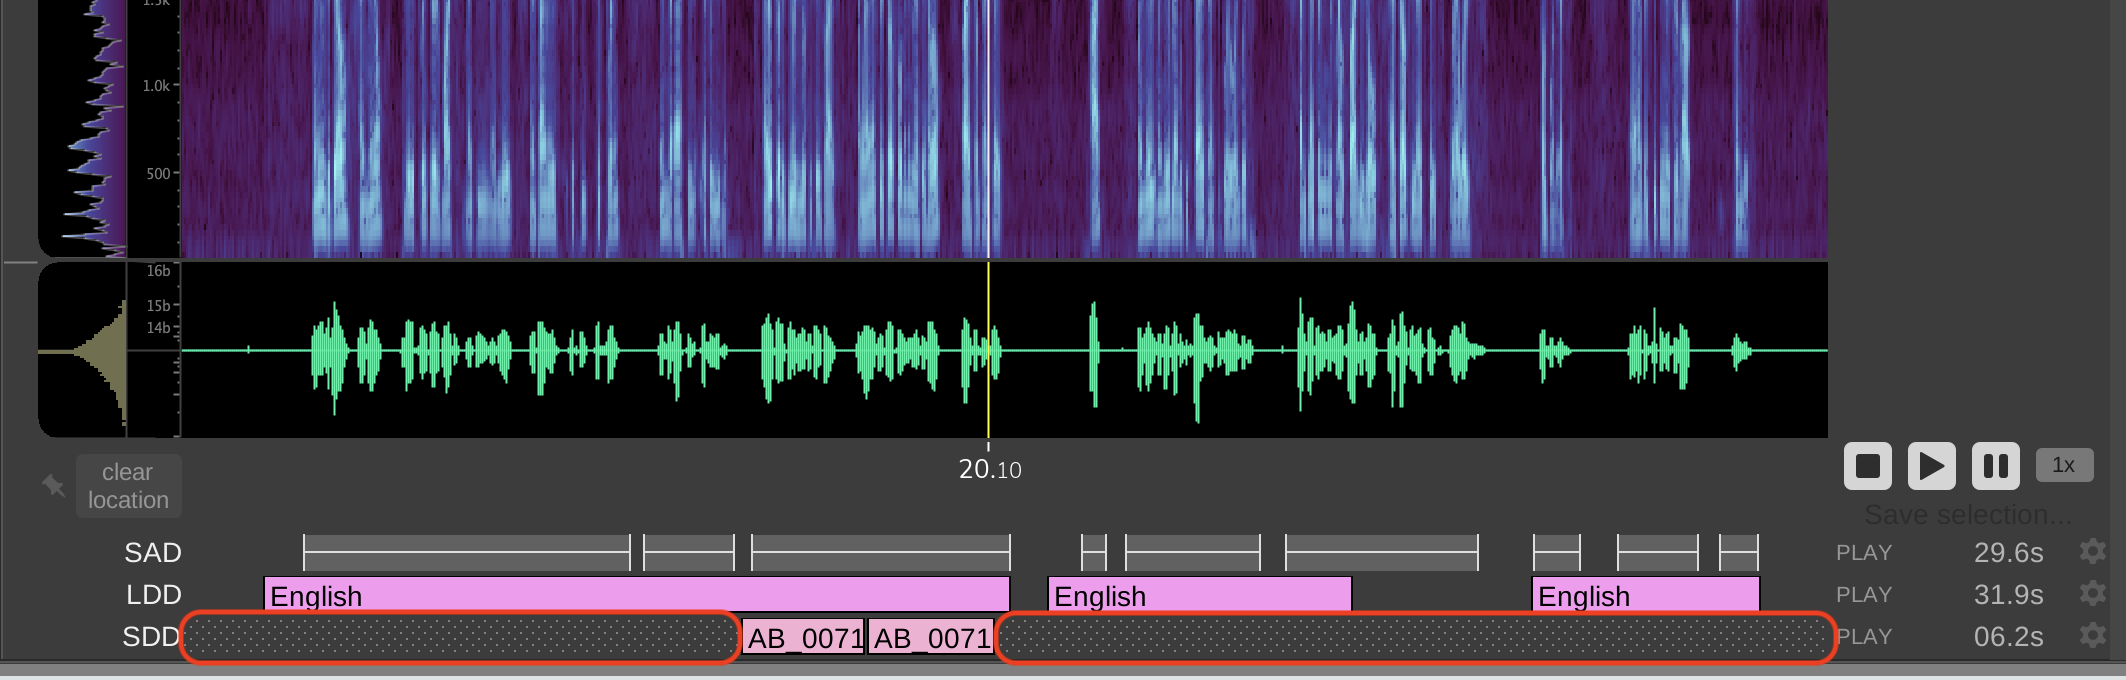 1.5k
1.0k
500
16b
15b
14b
20.10
clear
location
1x
Save selection...
SAD PLAY 29.6s
LDD English English English PLAY 31.9s
SDD AB_0071 AB_0071 PLAY 06.2s